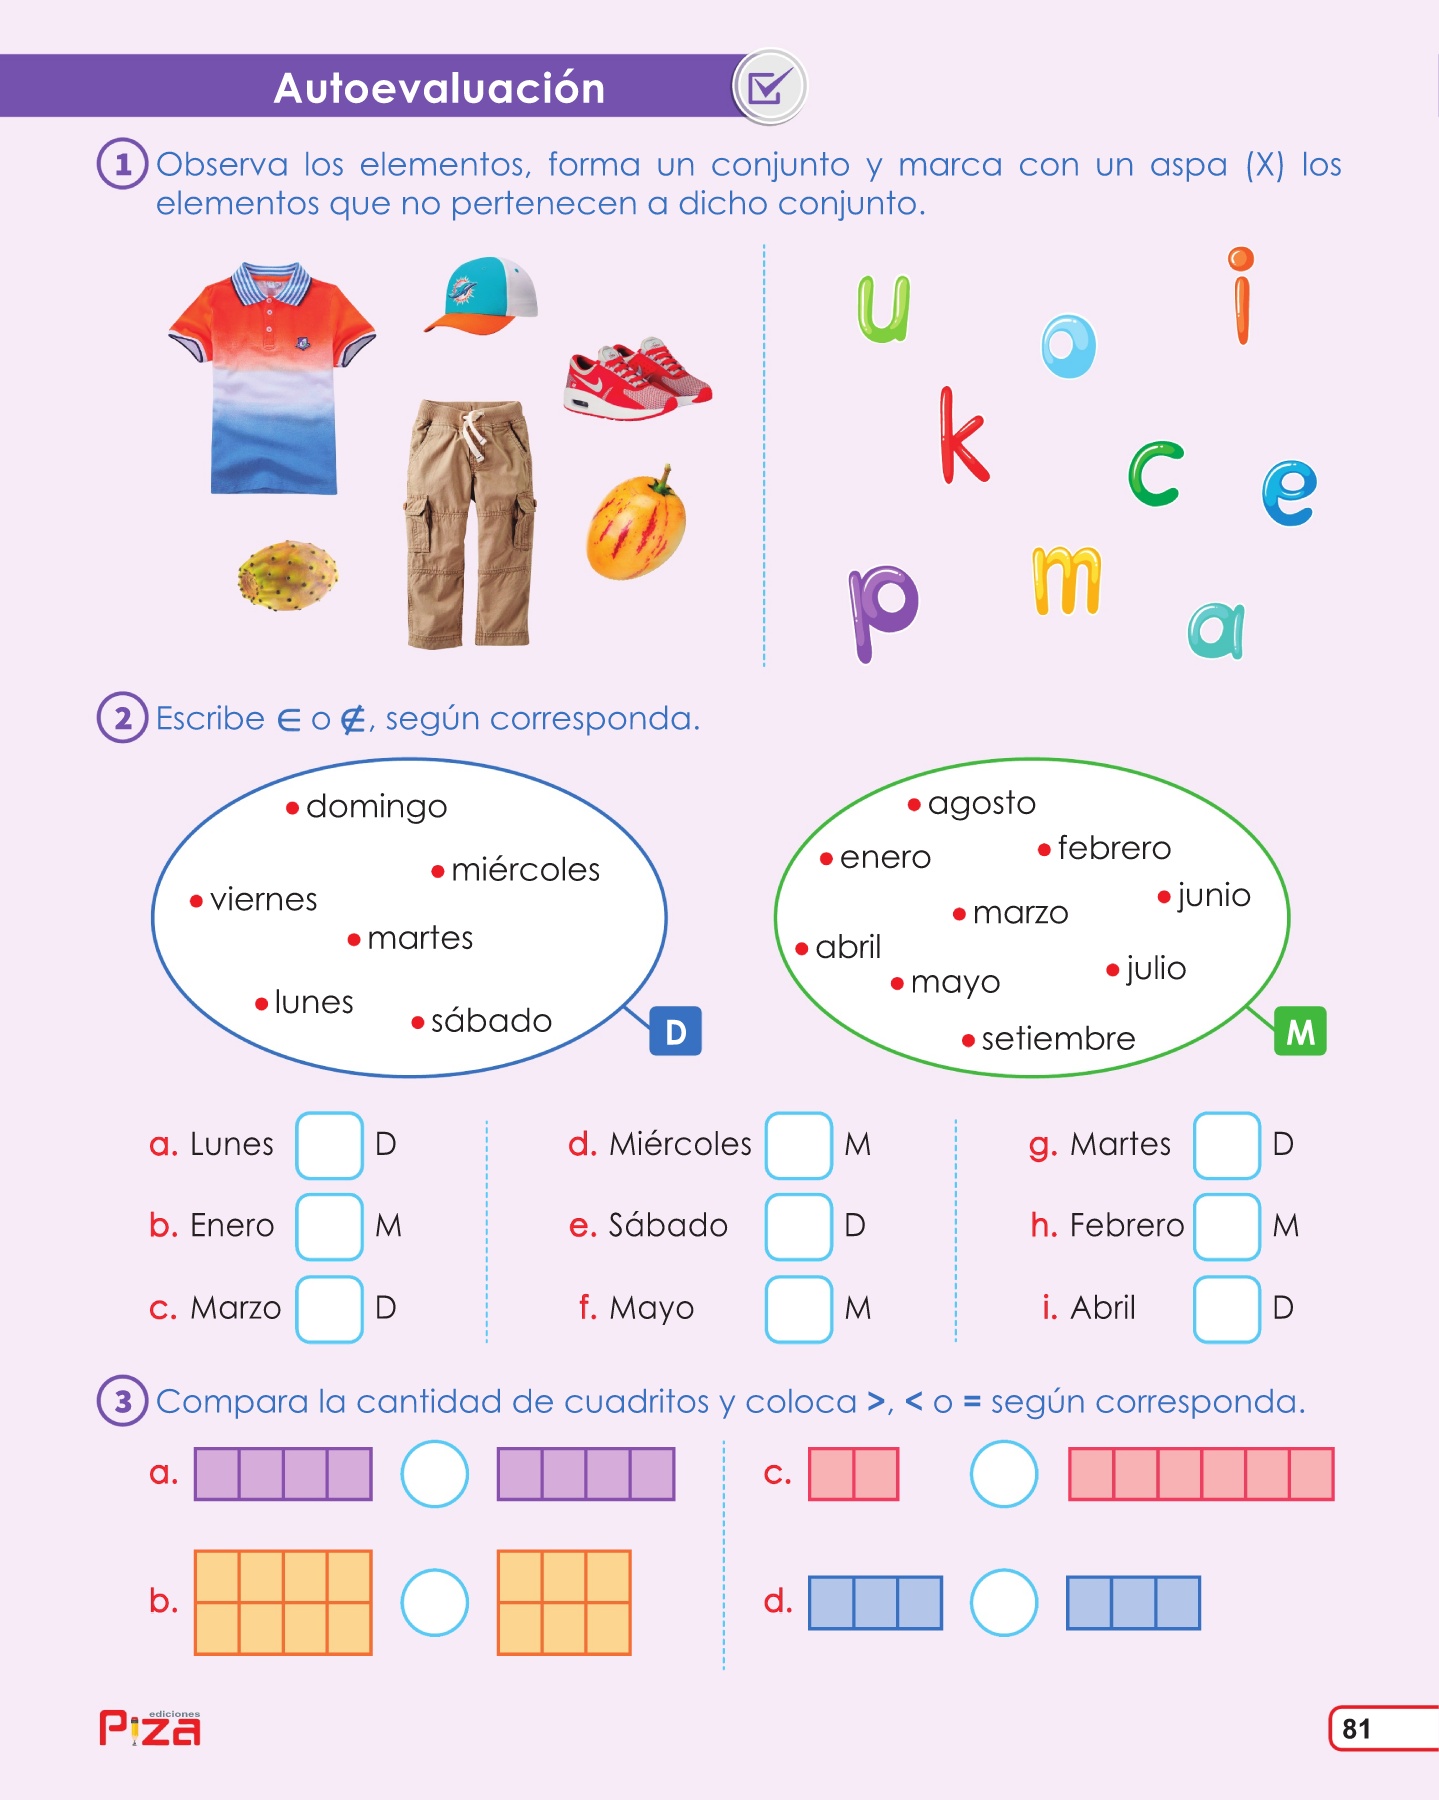 Autoevaluación
1 Observa los elementos, forma un conjunto y marca con un aspa (X) los
elementos que no pertenecen a dicho conjunto.
u
o
i
k
c
e
p
m
a
2 Escribe ∈ o ∉, según corresponda.
domingo
miércoles
viernes
martes
lunes
sábado
D
agosto
enero
febrero
junio
marzo
abril
julio
mayo
setiembre
M
a. Lunes D
b. Enero M
c. Marzo D
d. Miércoles M
e. Sábado D
f. Mayo M
g. Martes D
h. Febrero M
i. Abril D
3 Compara la cantidad de cuadritos y coloca >, < o = según corresponda.
a.
b.
c.
d.
ediciones
Piza
81